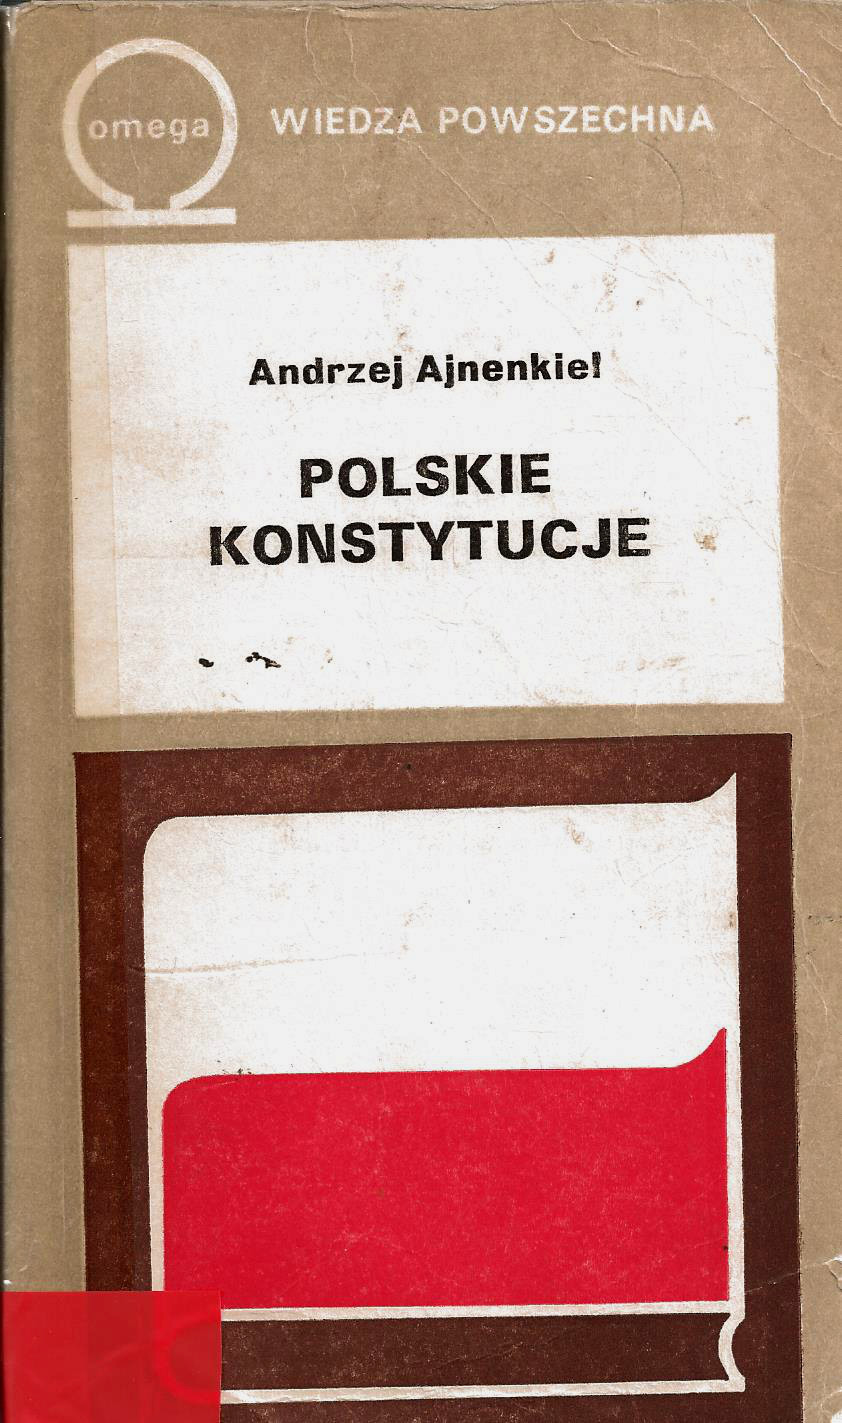 omega
WIEDZA POWSZECHNA
Andrzej Ajnenkiel
POLSKIE
KONSTYTUCJE